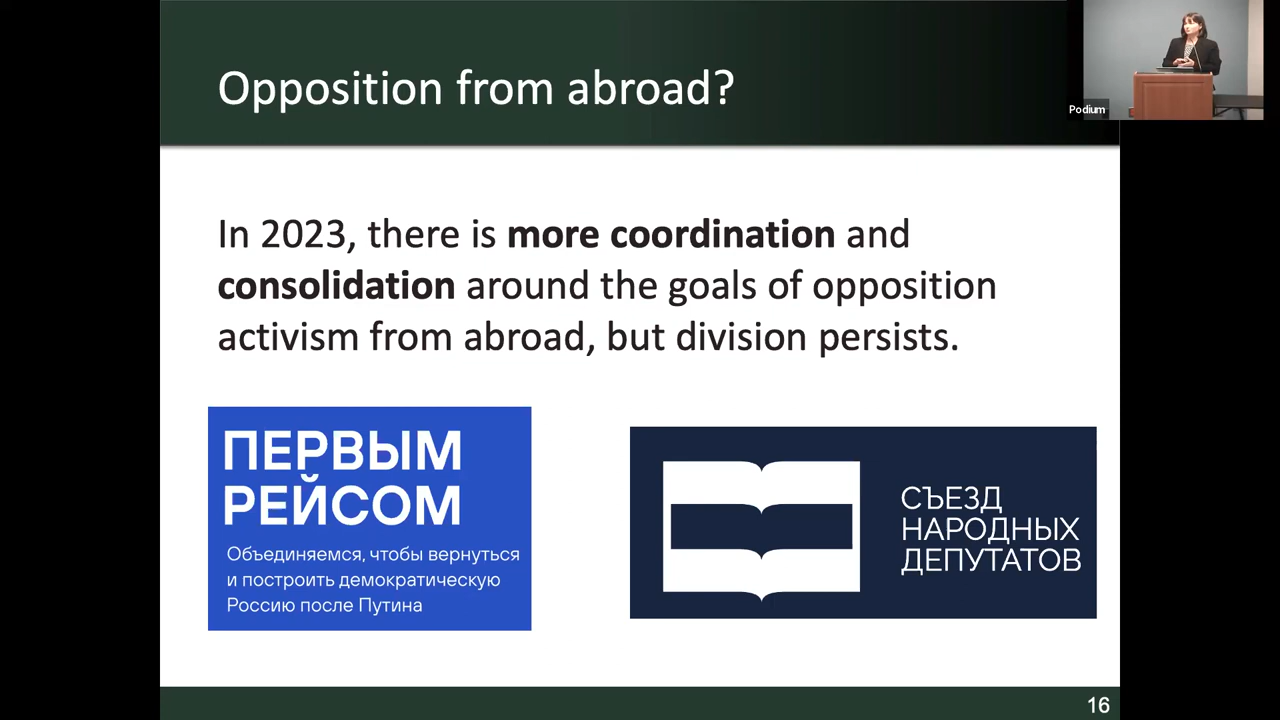 Opposition from abroad?
Podium
In 2023, there is more coordination and
consolidation around the goals of opposition
activism from abroad, but division persists.
ПЕРВЫМ
РЕЙСОМ
Объединяемся, чтобы вернуться
и построить демократическую
Россию после Путина
СЪЕЗД
НАРОДНЫХ
ДЕПУТАТОВ
16